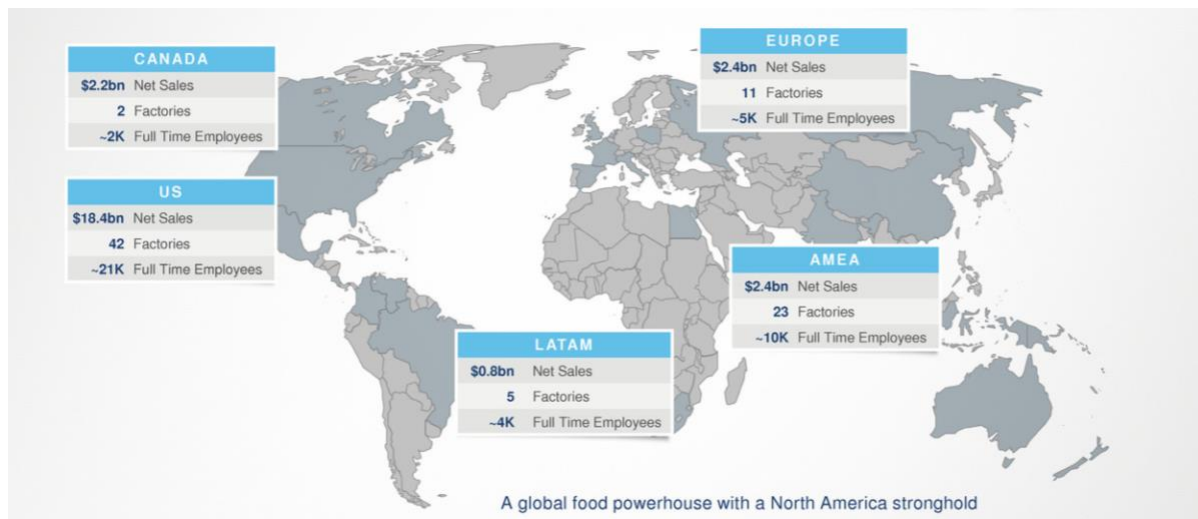 CANADA
$2.2bn Net Sales
2 Factories
~2K Full Time Employees
US
$18.4bn Net Sales
42 Factories
~21K Full Time Employees
LATAM
$0.8bn Net Sales
5 Factories
~4K Full Time Employees
EUROPE
$2.4bn Net Sales
11 Factories
~5K Full Time Employees
AMEA
$2.4bn Net Sales
23 Factories
~10K Full Time Employees
A global food powerhouse with a North America stronghold